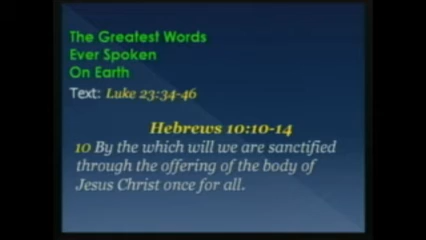 The Greatest Words
Ever Spoken
On Earth
Text: Luke 23:34-46
Hebrews 10:10-14
10 By the which will we are sanctified
through the offering of the body of
Jesus Christ once for all.